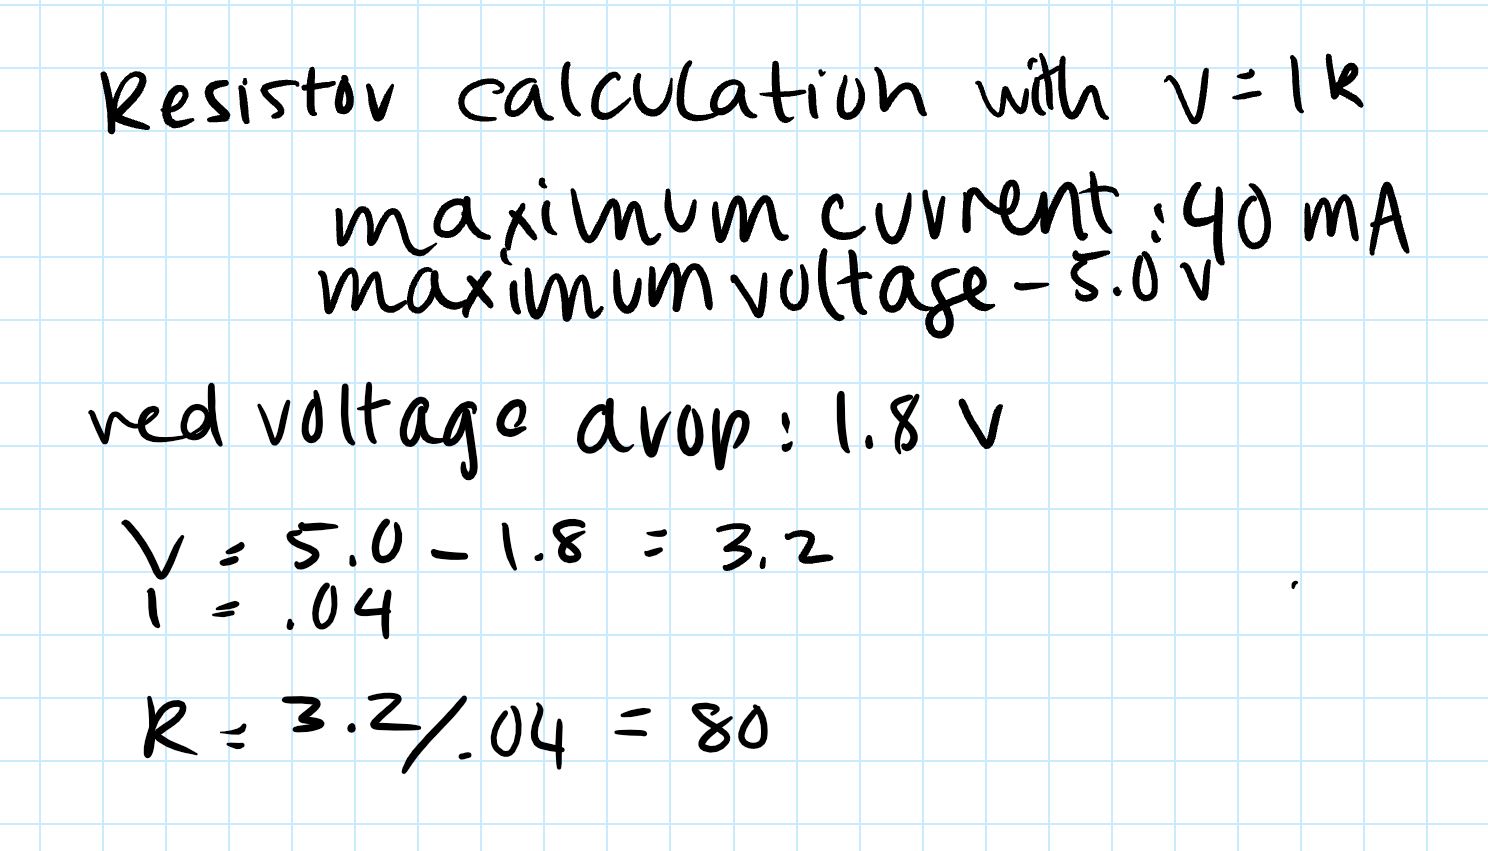 Resistor calculation with V=IR
maximum current: 40 mA
maximum voltage - 5.0 V
red voltage drop: 1.8 V
V = 5.0 - 1.8 = 3.2
I = .04
R = 3.2/.04 = 80